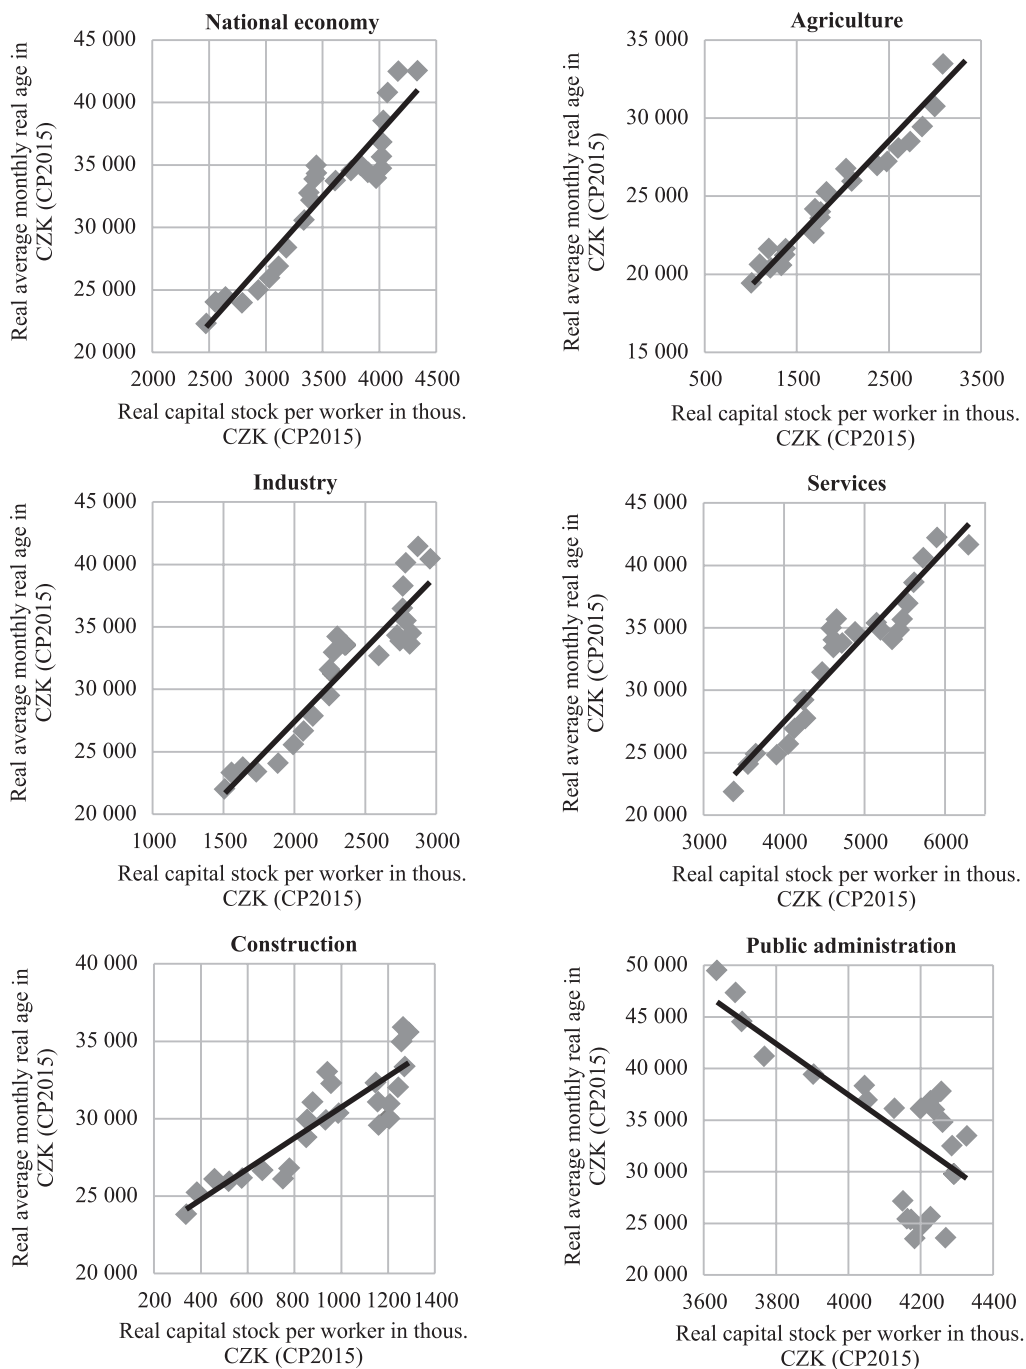 National economy
Real average monthly real age in
CZK (CP2015)
45 000
40 000
35 000
30 000
25 000
20 000
2000 2500 3000 3500 4000 4500
Real capital stock per worker in thous.
CZK (CP2015)
Agriculture
Real average monthly real age in
CZK (CP2015)
35 000
30 000
25 000
20 000
15 000
500 1500 2500 3500
Real capital stock per worker in thous.
CZK (CP2015)
Industry
Real average monthly real age in
CZK (CP2015)
45 000
40 000
35 000
30 000
25 000
20 000
1000 1500 2000 2500 3000
Real capital stock per worker in thous.
CZK (CP2015)
Services
Real average monthly real age in
CZK (CP2015)
45 000
40 000
35 000
30 000
25 000
20 000
3000 4000 5000 6000
Real capital stock per worker in thous.
CZK (CP2015)
Construction
Real average monthly real age in
CZK (CP2015)
40 000
35 000
30 000
25 000
20 000
200 400 600 800 1000 1200 1400
Real capital stock per worker in thous.
CZK (CP2015)
Public administration
Real average monthly real age in
CZK (CP2015)
50 000
45 000
40 000
35 000
30 000
25 000
20 000
3600 3800 4000 4200 4400
Real capital stock per worker in thous.
CZK (CP2015)